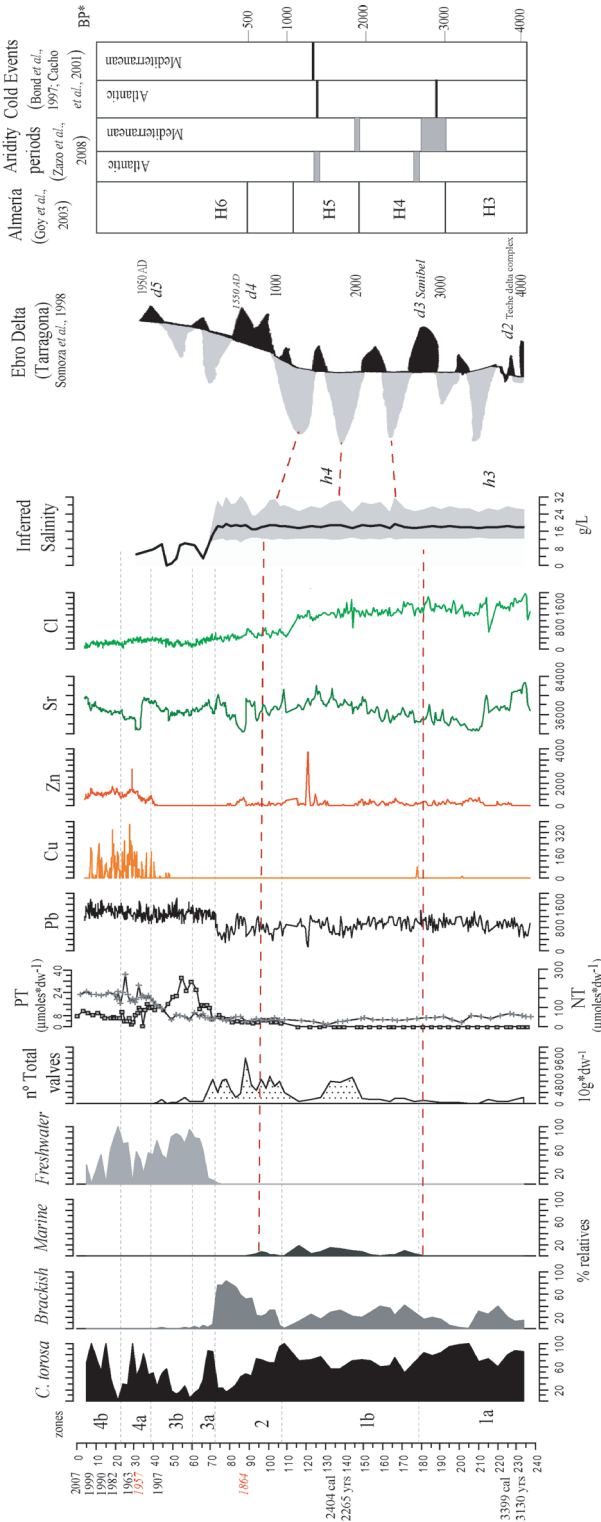 zones
C. torosa
Brackish
Marine
Freshwater
nº Total
valves
PT
(µmoles*dw⁻¹)
Pb
Cu
Zn
Sr
Cl
Inferred
Salinity
Ebro Delta
(Tarragona)
Somoza et al., 1998
Almería
(Goy et al.,
2003)
Aridity
periods
(Zazo et al.,
2008)
Cold Events
(Bond et al.,
1997; Cacho
et al., 2001)
BP*
2007
1999
1990
1982
1963
1957
1907
1864
2404 cal
2265 yrs
3399 cal
3130 yrs
0
10
20
30
40
50
60
70
80
90
100
110
120
130
140
150
160
170
180
190
200
210
220
230
240
4b
4a
3b
3a
2
1b
1a
20 60 100
20 60 100
20 60 100
20 60 100
% relatives
0 4800 9600
10g*dw⁻¹
0 8 24 40
0 100 300
NT
(µmoles*dw⁻¹)
0 800 1600
0 160 320
0 2000 4000
36000 84000
0 800 1600
0 8 16 24 32
g/L
h4
h3
1950 AD
d5
1550 AD
d4
1000
2000
d3 Sanibel
3000
d2 Teche delta complex
4000
H6
H5
H4
H3
Atlantic
Mediterranean
Atlantic
Mediterranean
500
1000
2000
3000
4000